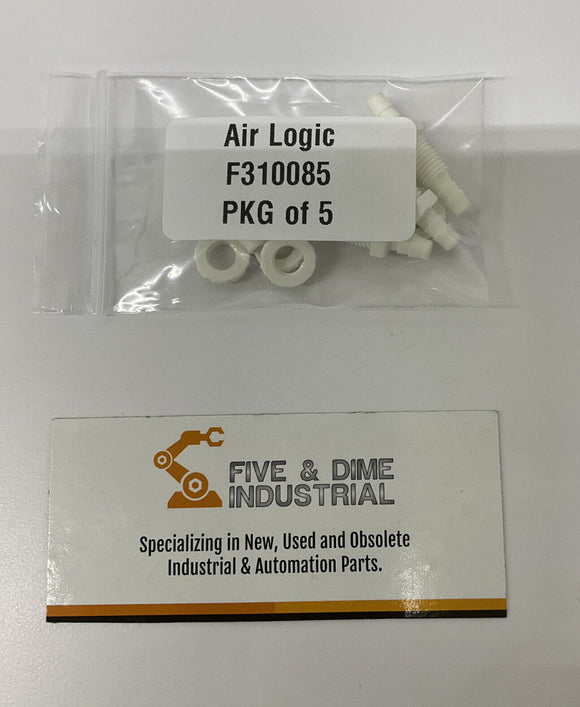 Air Logic
F310085
PKG of 5
FIVE & DIME
INDUSTRIAL
Specializing in New, Used and Obsolete
Industrial & Automation Parts.